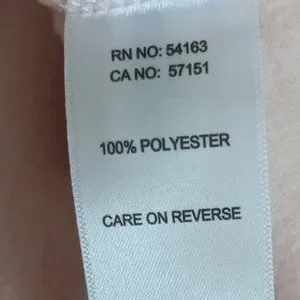 RN NO: 54163
CA NO: 57151
100% POLYESTER
CARE ON REVERSE